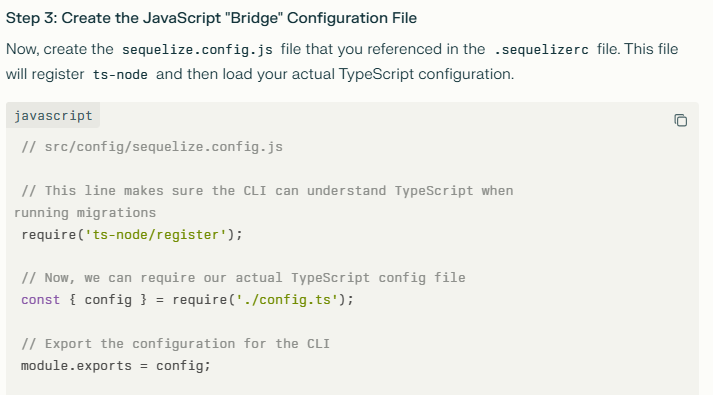 Step 3: Create the JavaScript "Bridge" Configuration File
Now, create the sequelize.config.js file that you referenced in the .sequelizerc file. This file
will register ts-node and then load your actual TypeScript configuration.
javascript
// src/config/sequelize.config.js
// This line makes sure the CLI can understand TypeScript when
running migrations
require('ts-node/register');
// Now, we can require our actual TypeScript config file
const { config } = require('./config.ts');
// Export the configuration for the CLI
module.exports = config;